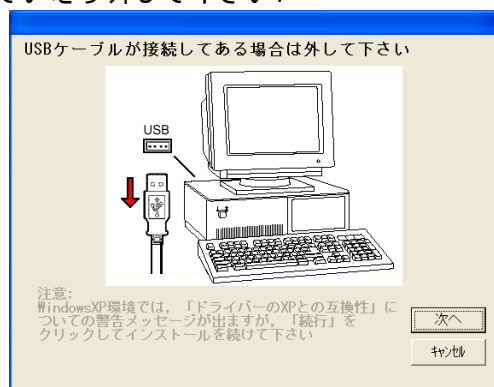 USBケーブルが接続してある場合は外して下さい
USB
注意:
WindowsXP環境では,「ドライバーのXPとの互換性」に
ついての警告メッセージが出ますが,「続行」を
クリックしてインストールを続けて下さい
次へ
ｷｬﾝｾﾙ